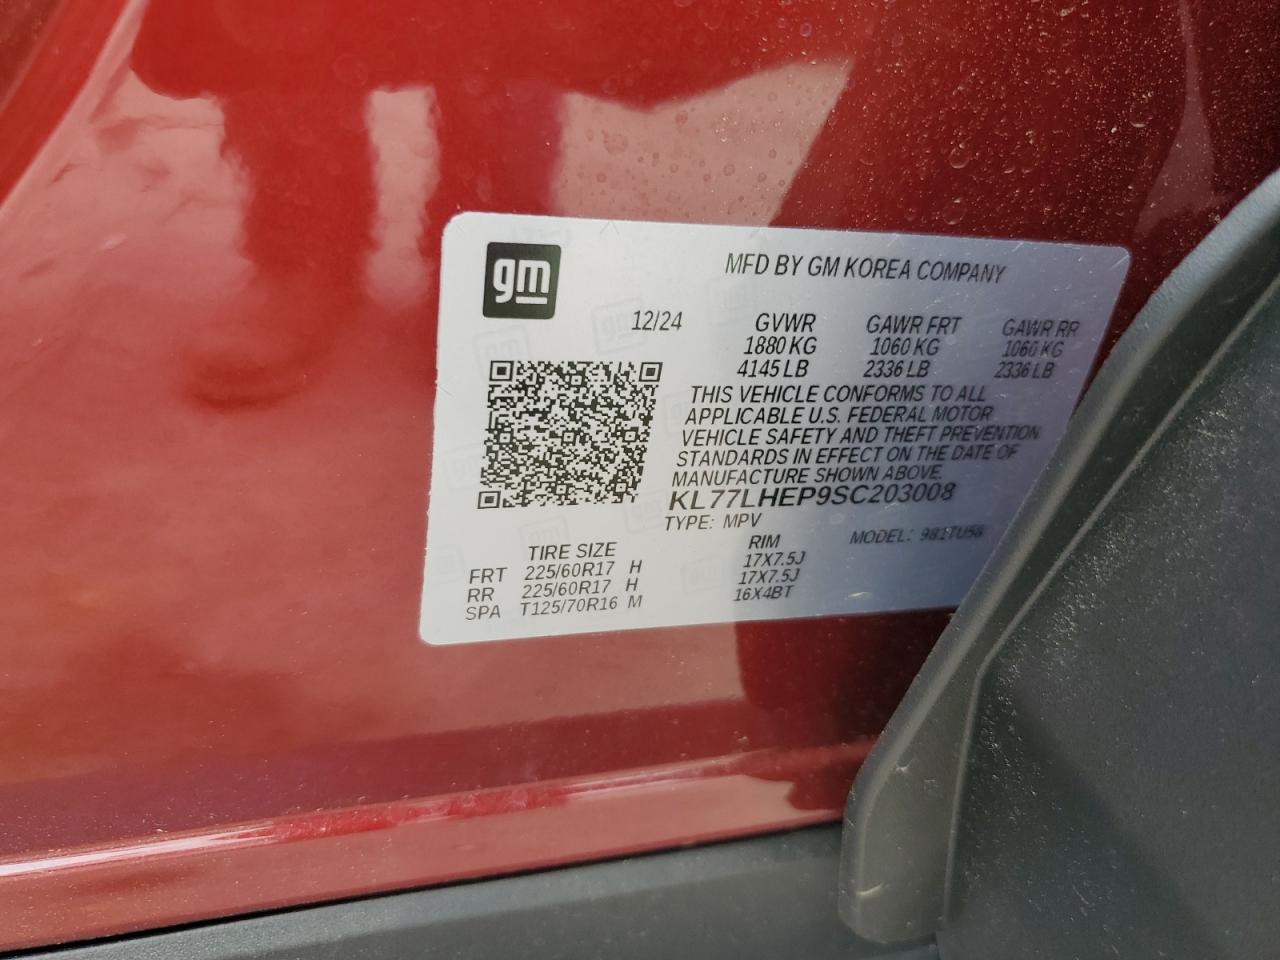 gm
MFD BY GM KOREA COMPANY
12/24 GVWR GAWR FRT GAWR RR
1880 KG 1060 KG 1060 KG
4145 LB 2336 LB 2336 LB
THIS VEHICLE CONFORMS TO ALL
APPLICABLE U.S. FEDERAL MOTOR
VEHICLE SAFETY AND THEFT PREVENTION
STANDARDS IN EFFECT ON THE DATE OF
MANUFACTURE SHOWN ABOVE.
KL77LHEP9SC203008
TYPE: MPV MODEL: 981TU58
TIRE SIZE RIM
FRT 225/60R17 H 17X7.5J
RR 225/60R17 H 17X7.5J
SPA T125/70R16 M 16X4BT